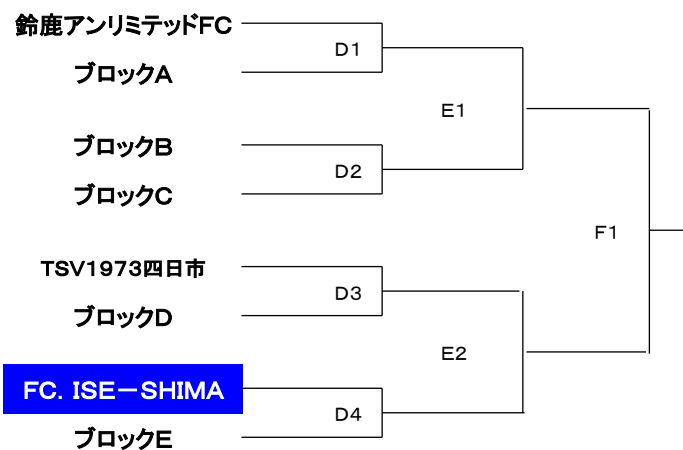 鈴鹿アンリミテッドFC
D1
ブロックA
E1
ブロックB
D2
ブロックC
F1
TSV1973四日市
D3
ブロックD
E2
FC. ISE－SHIMA
D4
ブロックE